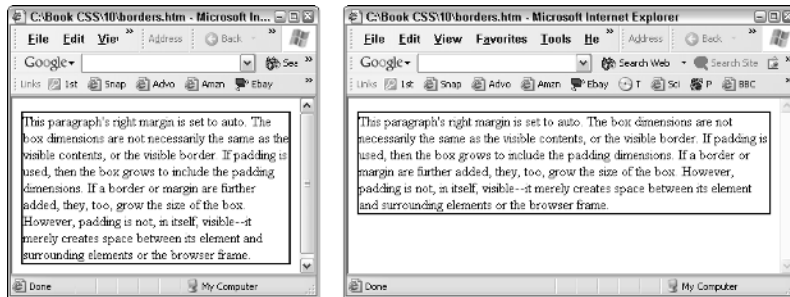 C:\Book CSS\10\borders.htm - Microsoft In...
File Edit View » Address Back »
Google » See »
Links 1st Snap Advo Amzn Ebay »
This paragraph's right margin is set to auto. The
box dimensions are not necessarily the same as the
visible contents, or the visible border. If padding is
used, then the box grows to include the padding
dimensions. If a border or margin are further
added, they, too, grow the size of the box.
However, padding is not, in itself, visible--it
merely creates space between its element and
surrounding elements or the browser frame.
Done My Computer
C:\Book CSS\10\borders.htm - Microsoft Internet Explorer
File Edit View Favorites Tools He » Address Back »
Google Search Web Search Site »
Links 1st Snap Advo Amzn Ebay T Sci P BBC »
This paragraph's right margin is set to auto. The box dimensions are not
necessarily the same as the visible contents, or the visible border. If padding is
used, then the box grows to include the padding dimensions. If a border or
margin are further added, they, too, grow the size of the box. However,
padding is not, in itself, visible--it merely creates space between its element
and surrounding elements or the browser frame.
Done My Computer